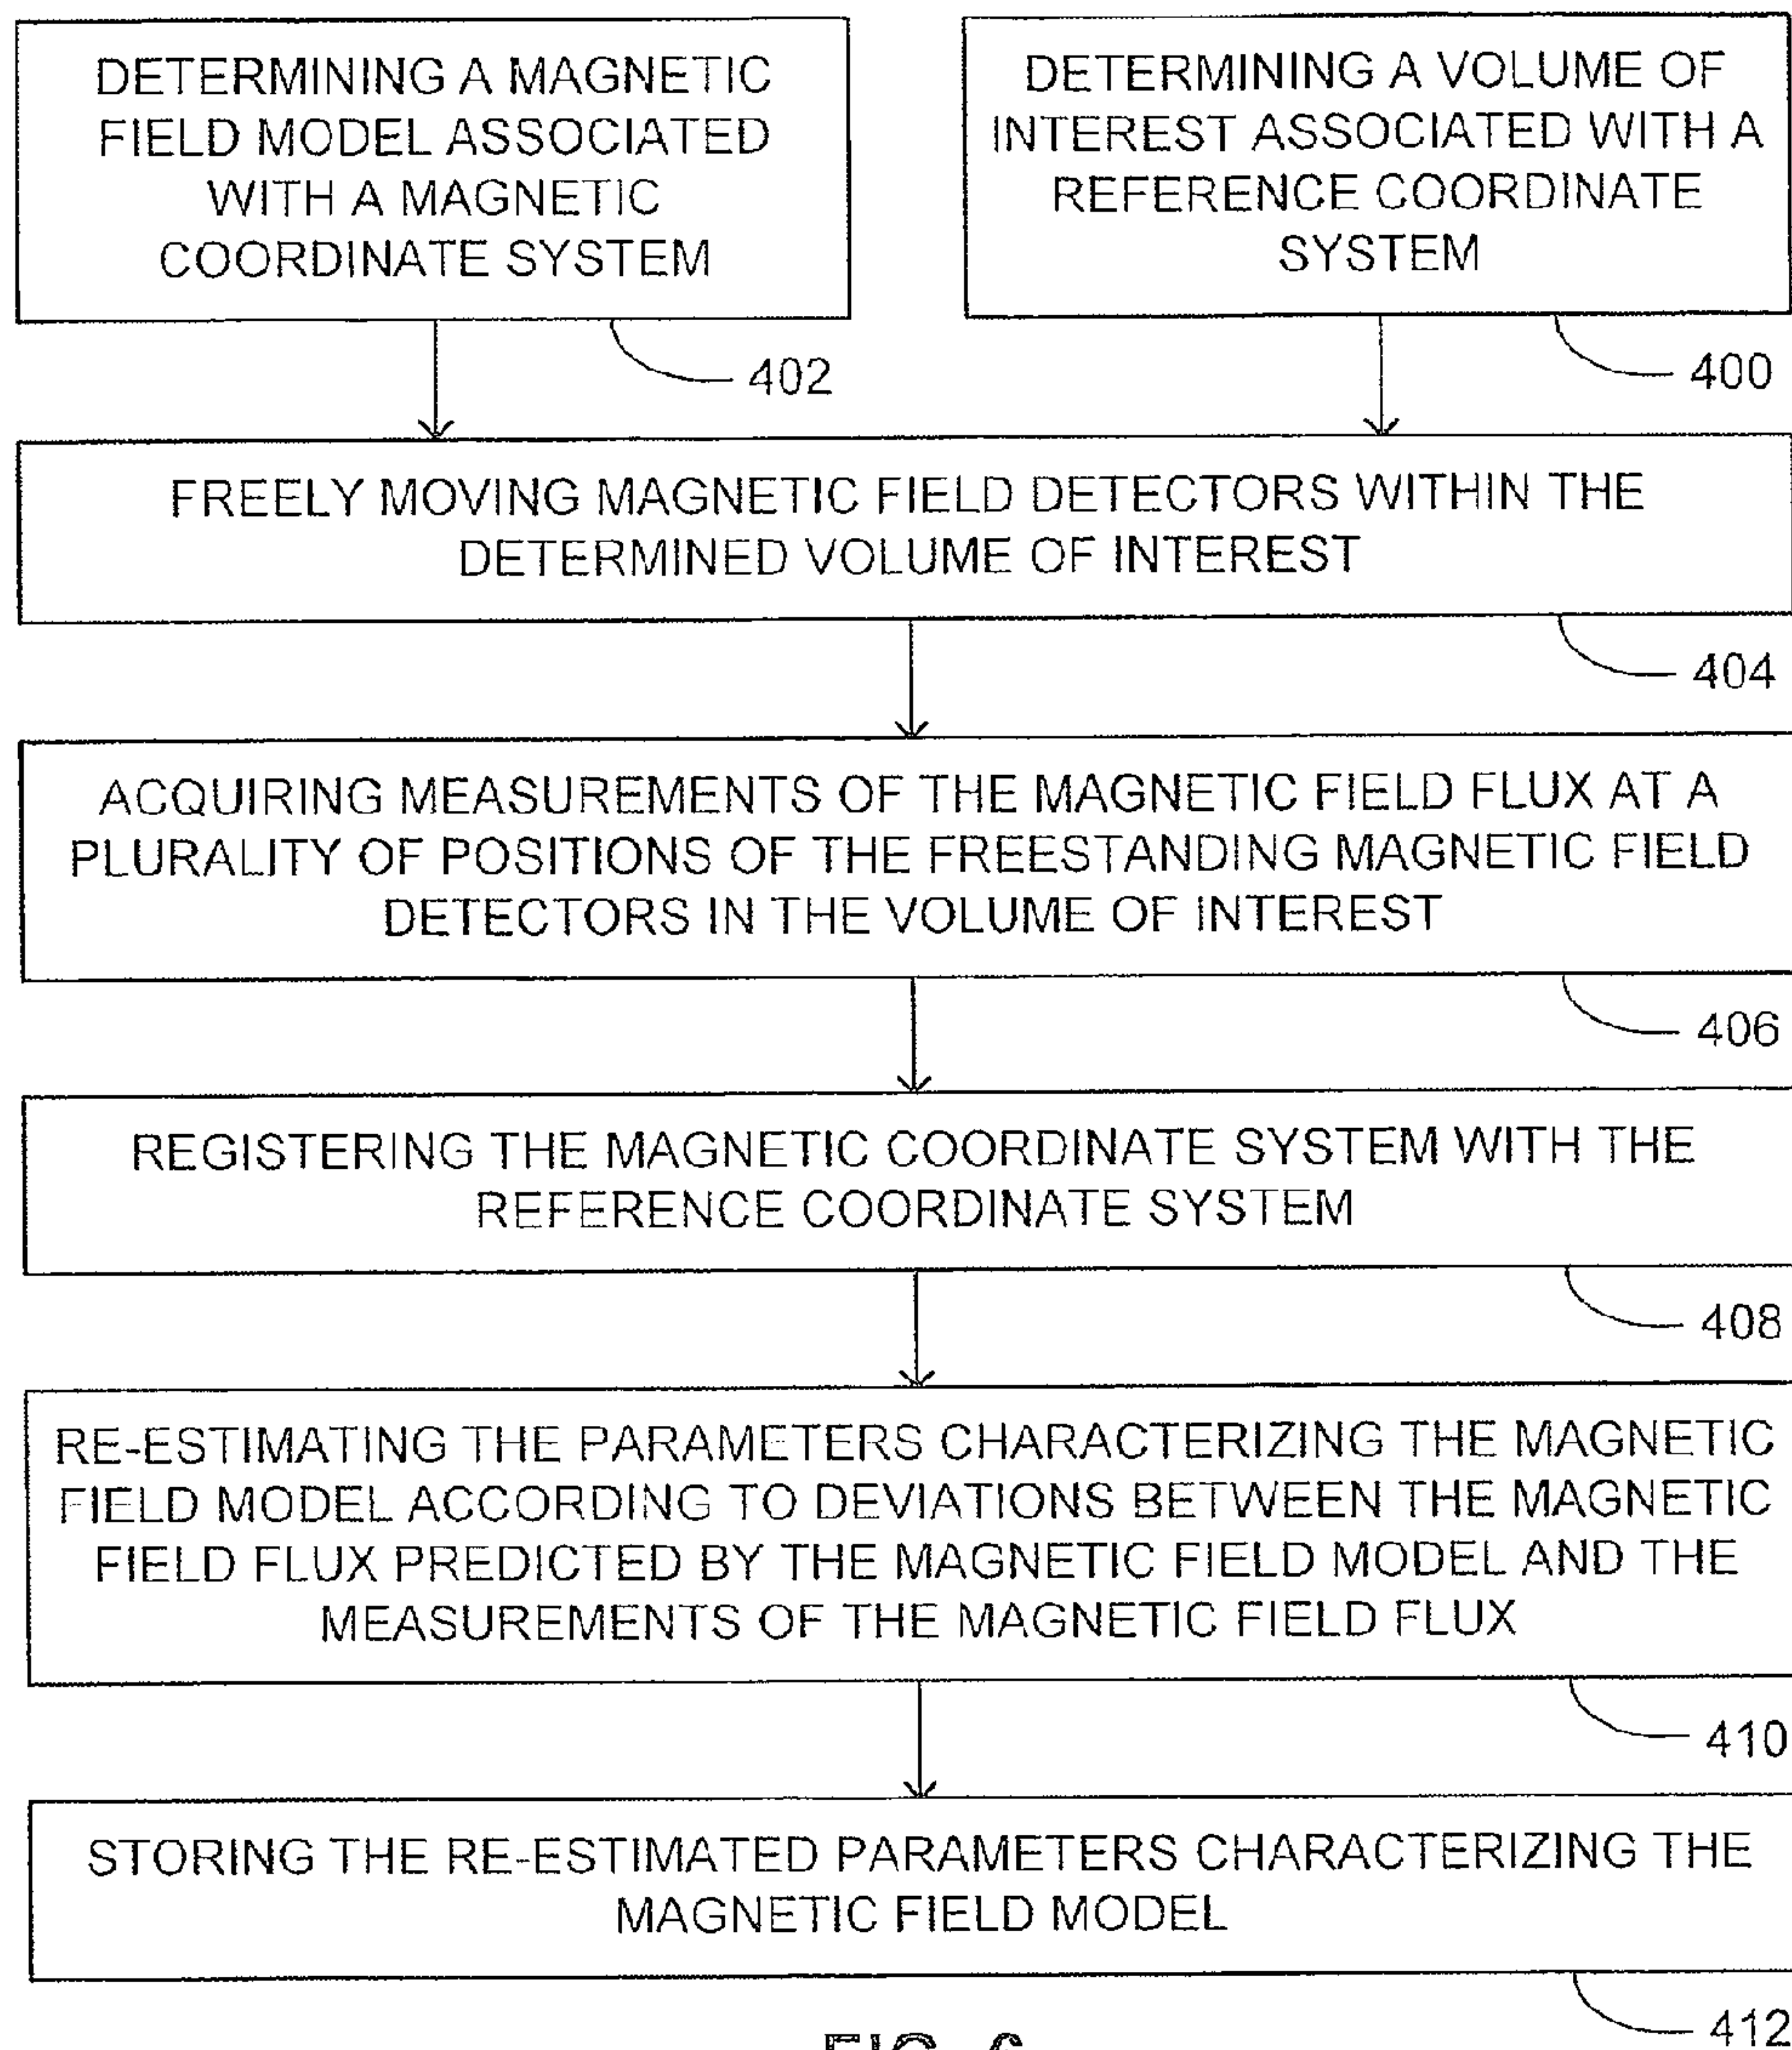 DETERMINING A MAGNETIC
FIELD MODEL ASSOCIATED
WITH A MAGNETIC
COORDINATE SYSTEM
402
DETERMINING A VOLUME OF
INTEREST ASSOCIATED WITH A
REFERENCE COORDINATE
SYSTEM
400
FREELY MOVING MAGNETIC FIELD DETECTORS WITHIN THE
DETERMINED VOLUME OF INTEREST
404
ACQUIRING MEASUREMENTS OF THE MAGNETIC FIELD FLUX AT A
PLURALITY OF POSITIONS OF THE FREESTANDING MAGNETIC FIELD
DETECTORS IN THE VOLUME OF INTEREST
406
REGISTERING THE MAGNETIC COORDINATE SYSTEM WITH THE
REFERENCE COORDINATE SYSTEM
408
RE-ESTIMATING THE PARAMETERS CHARACTERIZING THE MAGNETIC
FIELD MODEL ACCORDING TO DEVIATIONS BETWEEN THE MAGNETIC
FIELD FLUX PREDICTED BY THE MAGNETIC FIELD MODEL AND THE
MEASUREMENTS OF THE MAGNETIC FIELD FLUX
410
STORING THE RE-ESTIMATED PARAMETERS CHARACTERIZING THE
MAGNETIC FIELD MODEL
412
FIG. 6